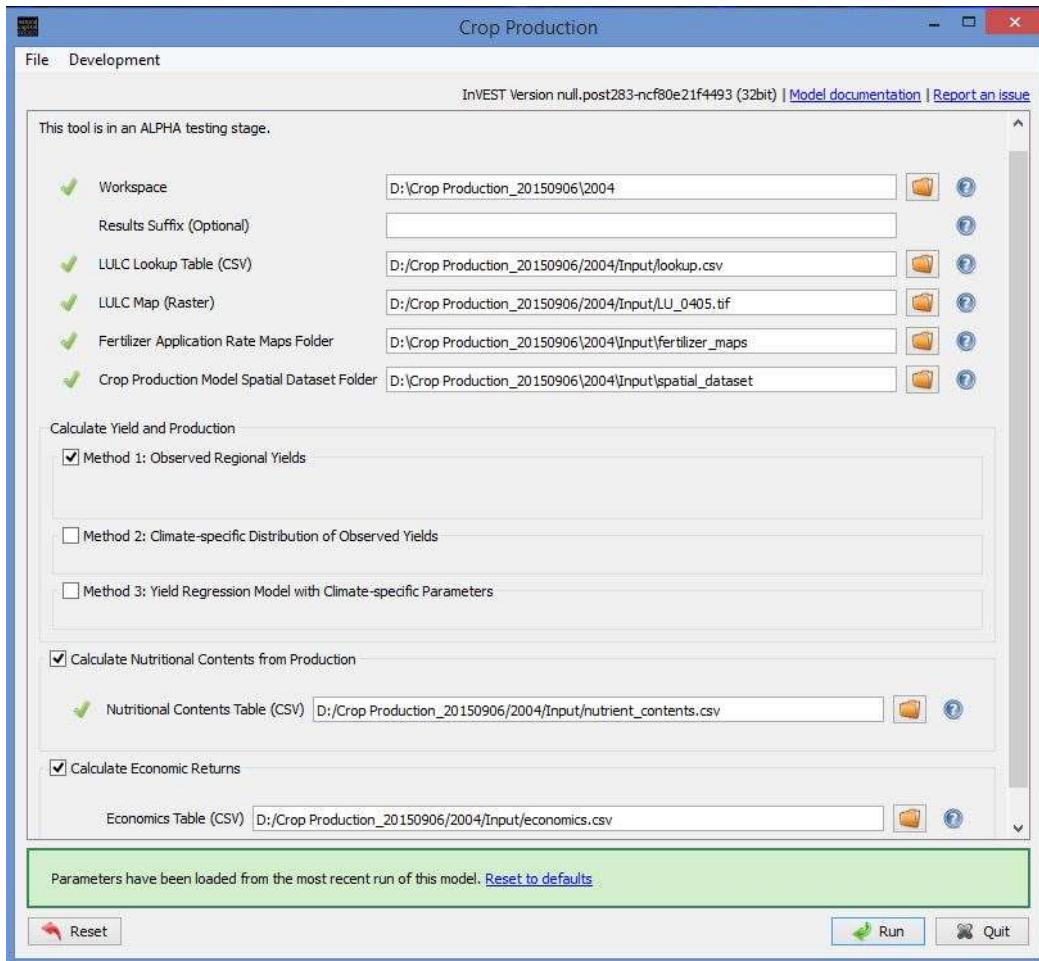 Crop Production
File Development
InVEST Version null.post283-ncf80e21f4493 (32bit) | Model documentation | Report an issue
This tool is in an ALPHA testing stage.
Workspace D:\Crop Production_20150906\2004
Results Suffix (Optional)
LULC Lookup Table (CSV) D:/Crop Production_20150906/2004/Input/lookup.csv
LULC Map (Raster) D:/Crop Production_20150906/2004/Input/LU_0405.tif
Fertilizer Application Rate Maps Folder D:\Crop Production_20150906\2004\Input\fertilizer_maps
Crop Production Model Spatial Dataset Folder D:\Crop Production_20150906\2004\Input\spatial_dataset
Calculate Yield and Production
Method 1: Observed Regional Yields
Method 2: Climate-specific Distribution of Observed Yields
Method 3: Yield Regression Model with Climate-specific Parameters
Calculate Nutritional Contents from Production
Nutritional Contents Table (CSV) D:/Crop Production_20150906/2004/Input/nutrient_contents.csv
Calculate Economic Returns
Economics Table (CSV) D:/Crop Production_20150906/2004/Input/economics.csv
Parameters have been loaded from the most recent run of this model. Reset to defaults
Reset Run Quit